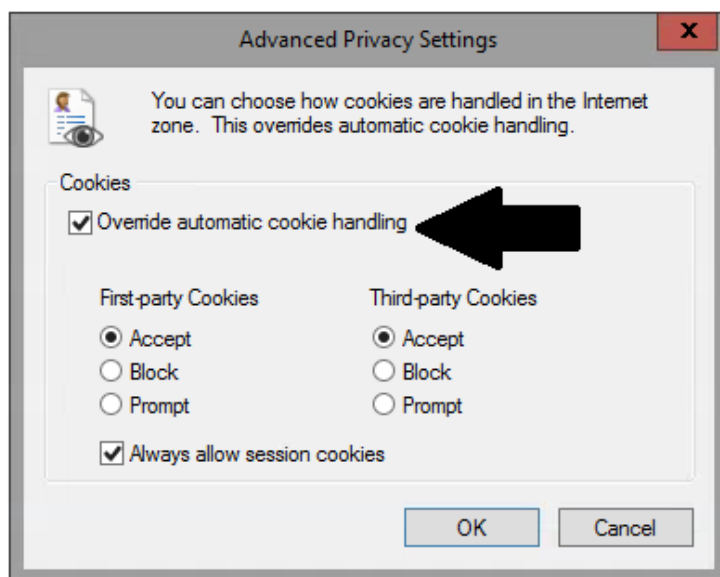 Advanced Privacy Settings
x
You can choose how cookies are handled in the Internet
zone. This overrides automatic cookie handling.
Cookies
Override automatic cookie handling
First-party Cookies Third-party Cookies
Accept Accept
Block Block
Prompt Prompt
Always allow session cookies
OK Cancel